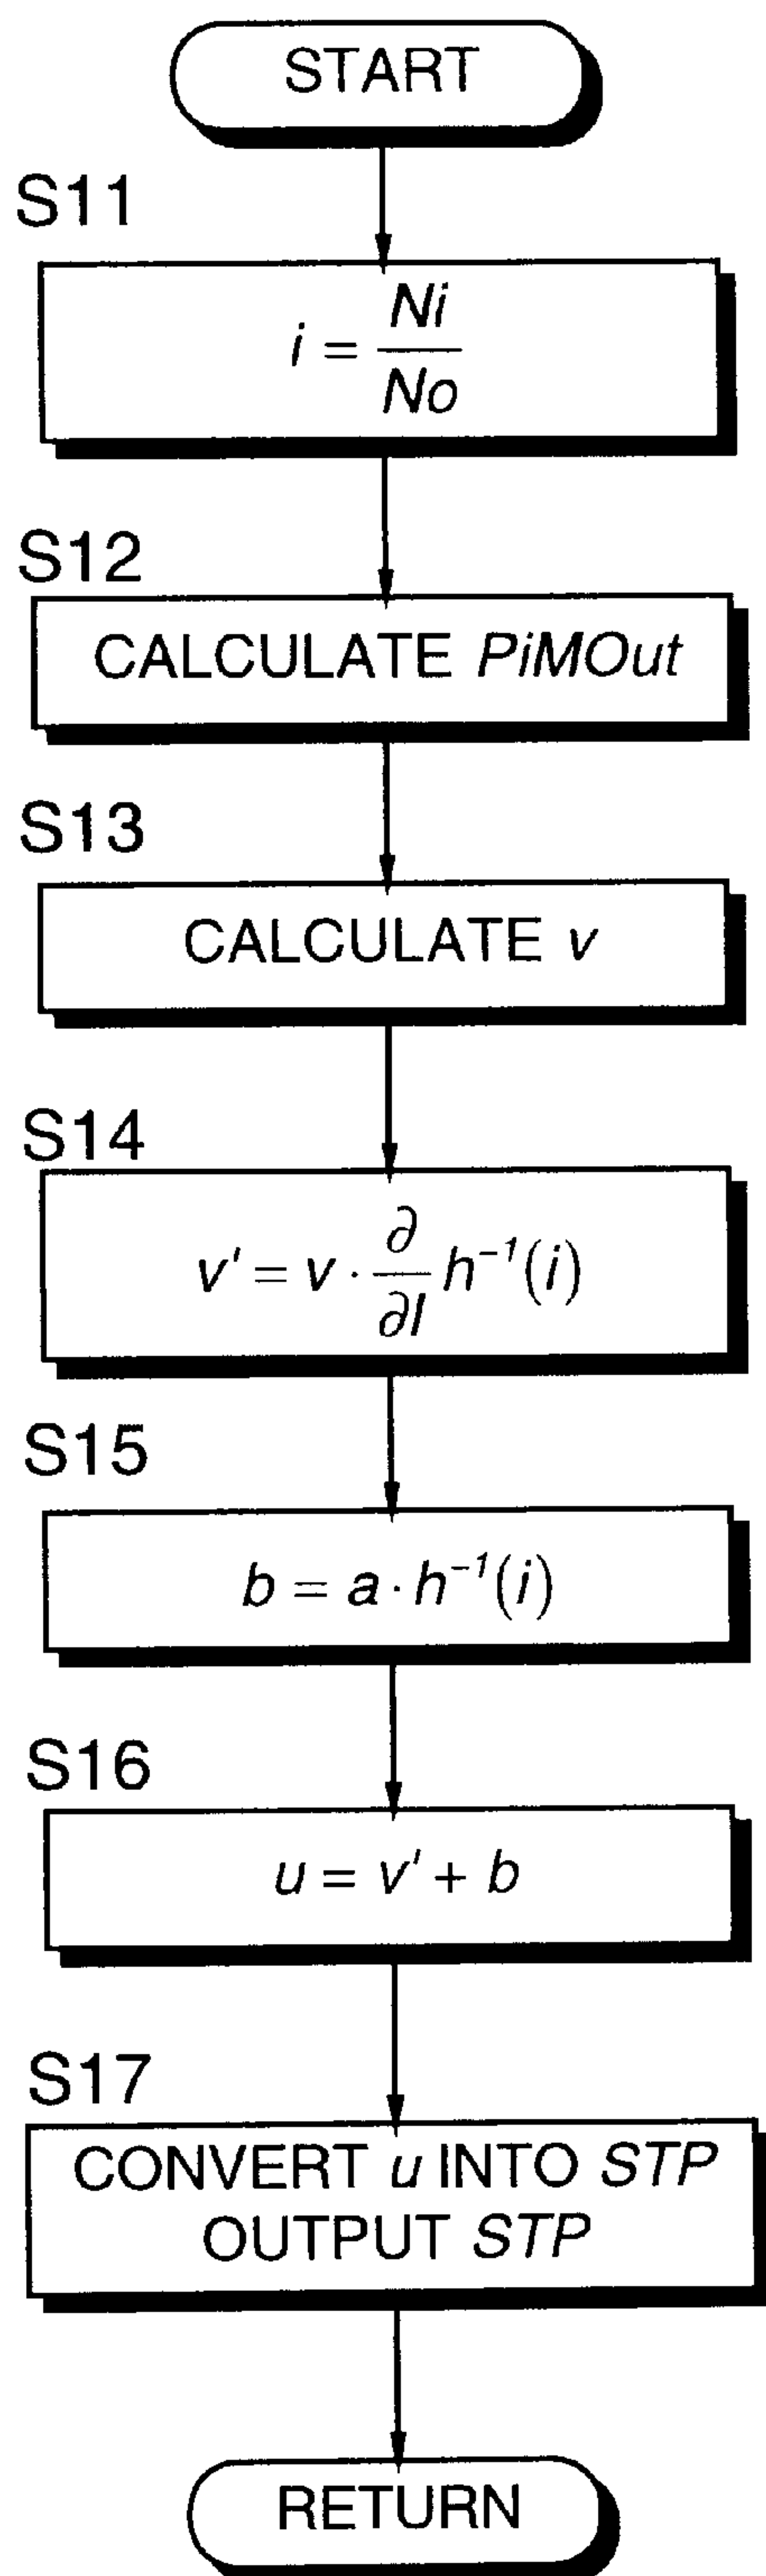 START
S11
i = Ni / No
S12
CALCULATE PiMOut
S13
CALCULATE v
S14
v' = v · ∂/∂I h⁻¹(i)
S15
b = a · h⁻¹(i)
S16
u = v' + b
S17
CONVERT u INTO STP
OUTPUT STP
RETURN